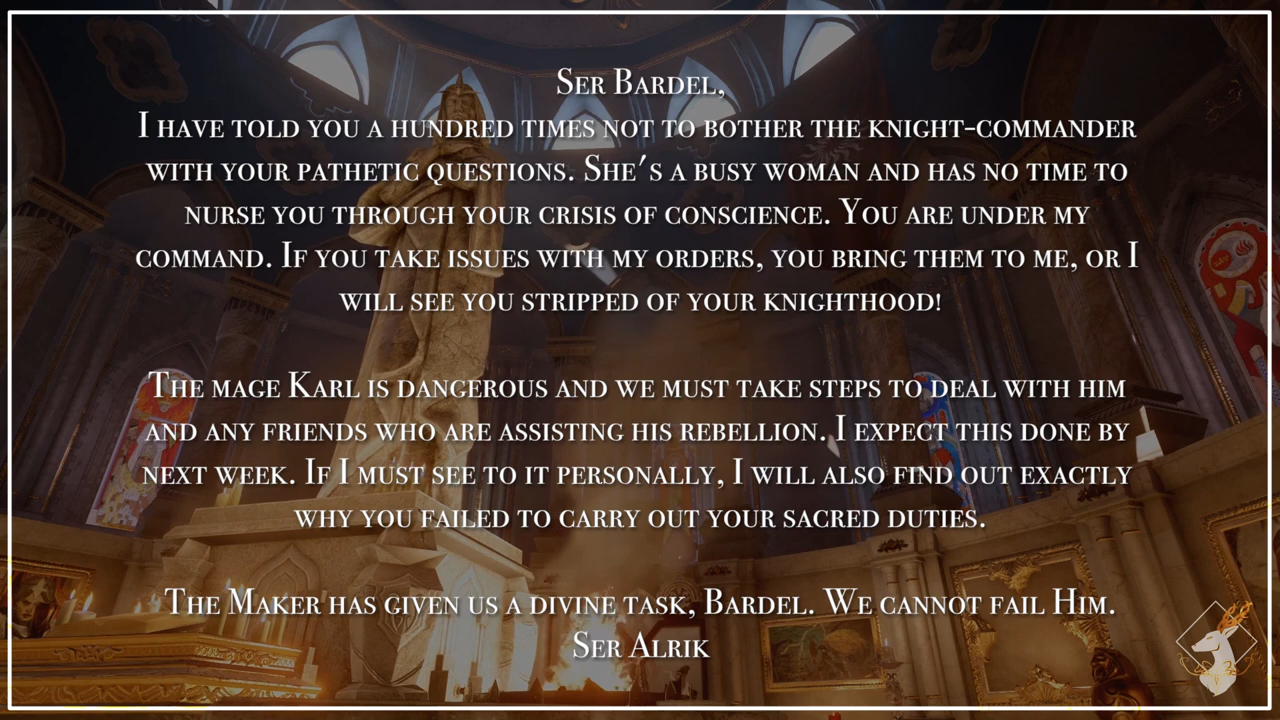 Ser Bardel,
I have told you a hundred times not to bother the knight-commander
with your pathetic questions. She's a busy woman and has no time to
nurse you through your crisis of conscience. You are under my
command. If you take issues with my orders, you bring them to me, or I
will see you stripped of your knighthood!
The mage Karl is dangerous and we must take steps to deal with him
and any friends who are assisting his rebellion. I expect this done by
next week. If I must see to it personally, I will also find out exactly
why you failed to carry out your sacred duties.
The Maker has given us a divine task, Bardel. We cannot fail Him.
Ser Alrik